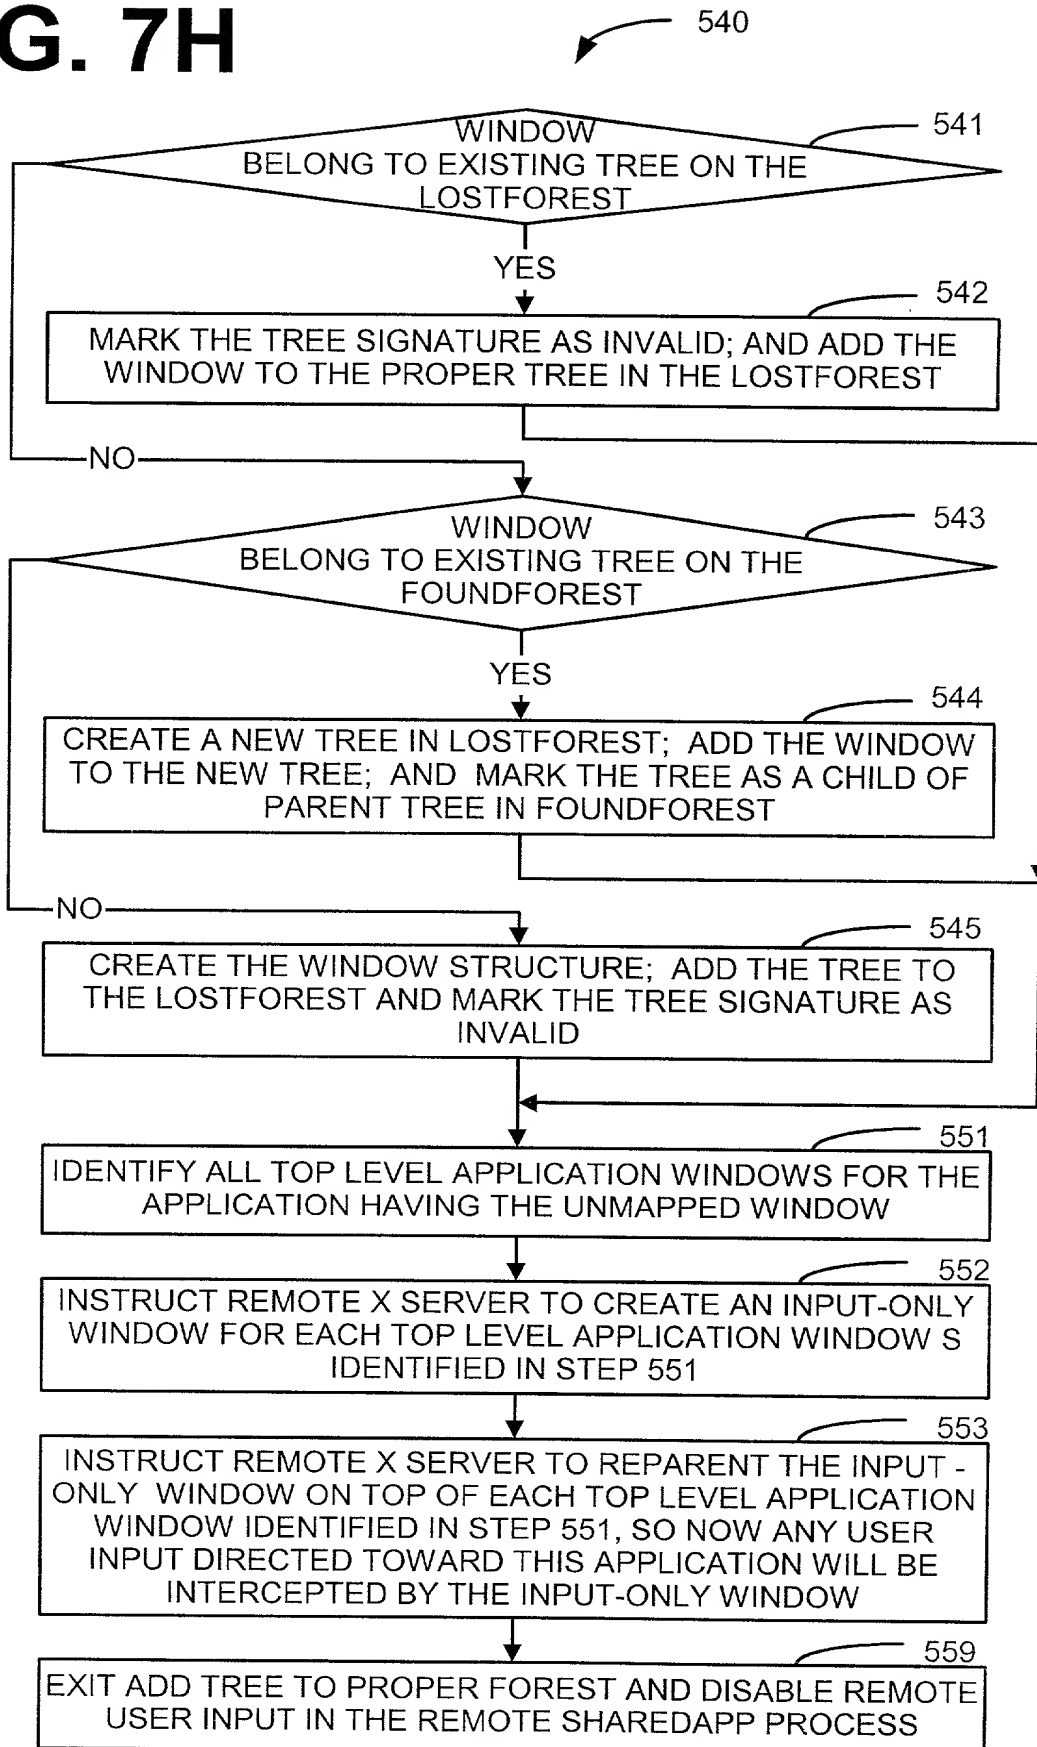 G. 7H
540
541
WINDOW
BELONG TO EXISTING TREE ON THE
LOSTFOREST
YES
542
MARK THE TREE SIGNATURE AS INVALID; AND ADD THE
WINDOW TO THE PROPER TREE IN THE LOSTFOREST
NO
543
WINDOW
BELONG TO EXISTING TREE ON THE
FOUNDFOREST
YES
544
CREATE A NEW TREE IN LOSTFOREST; ADD THE WINDOW
TO THE NEW TREE; AND MARK THE TREE AS A CHILD OF
PARENT TREE IN FOUNDFOREST
NO
545
CREATE THE WINDOW STRUCTURE; ADD THE TREE TO
THE LOSTFOREST AND MARK THE TREE SIGNATURE AS
INVALID
551
IDENTIFY ALL TOP LEVEL APPLICATION WINDOWS FOR THE
APPLICATION HAVING THE UNMAPPED WINDOW
552
INSTRUCT REMOTE X SERVER TO CREATE AN INPUT-ONLY
WINDOW FOR EACH TOP LEVEL APPLICATION WINDOW S
IDENTIFIED IN STEP 551
553
INSTRUCT REMOTE X SERVER TO REPARENT THE INPUT -
ONLY WINDOW ON TOP OF EACH TOP LEVEL APPLICATION
WINDOW IDENTIFIED IN STEP 551, SO NOW ANY USER
INPUT DIRECTED TOWARD THIS APPLICATION WILL BE
INTERCEPTED BY THE INPUT-ONLY WINDOW
559
EXIT ADD TREE TO PROPER FOREST AND DISABLE REMOTE
USER INPUT IN THE REMOTE SHAREDAPP PROCESS